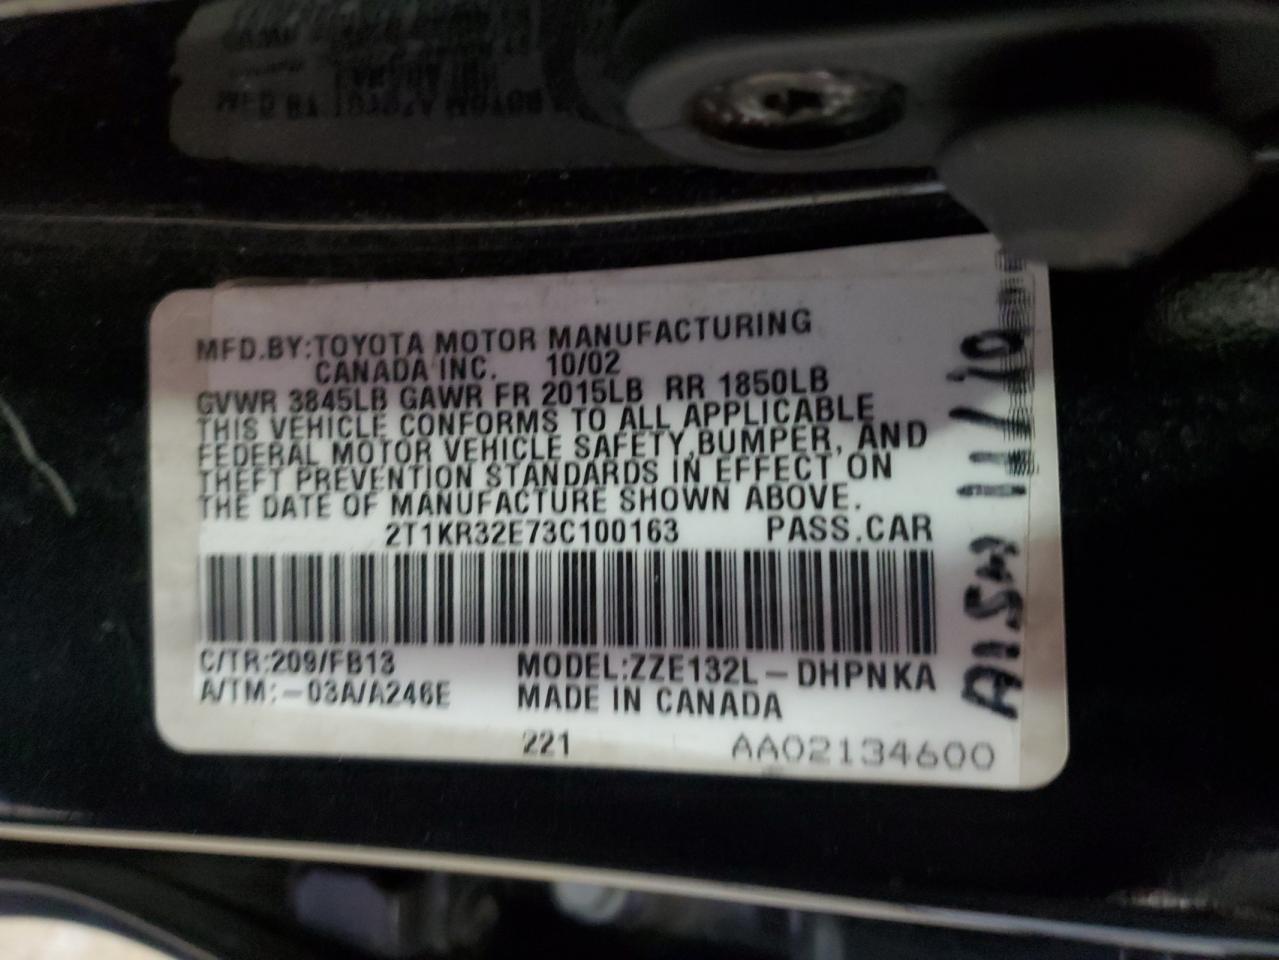 MFD.BY:TOYOTA MOTOR MANUFACTURING
CANADA INC. 10/02
GVWR 3845LB GAWR FR 2015LB RR 1850LB
THIS VEHICLE CONFORMS TO ALL APPLICABLE
FEDERAL MOTOR VEHICLE SAFETY,BUMPER, AND
THEFT PREVENTION STANDARDS IN EFFECT ON
THE DATE OF MANUFACTURE SHOWN ABOVE.
2T1KR32E73C100163 PASS.CAR
C/TR:209/FB13 MODEL:ZZE132L-DHPNKA
A/TM:-03A/A246E MADE IN CANADA
221 AA02134600